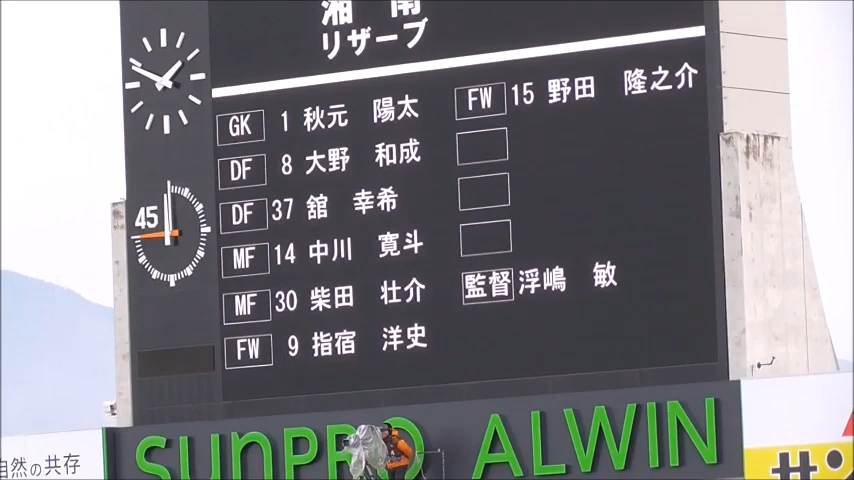 湘 南
リザーブ
GK 1 秋元 陽太
DF 8 大野 和成
DF 37 舘 幸希
MF 14 中川 寛斗
MF 30 柴田 壮介
FW 9 指宿 洋史
FW 15 野田 隆之介
監督 浮嶋 敏
45
SUNPRO ALWIN
自然の共存
サ